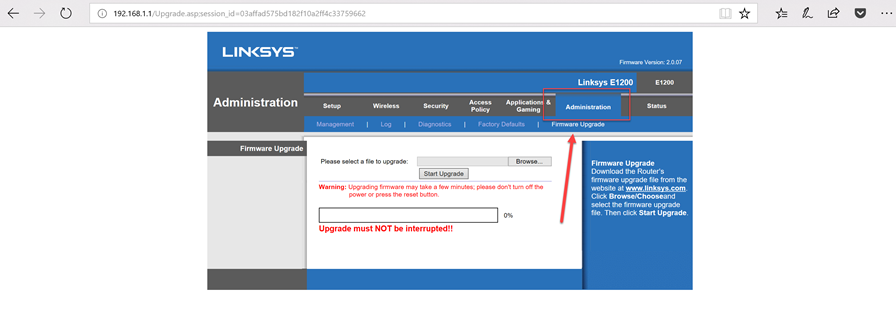 192.168.1.1/Upgrade.asp;session_id=03affad575bd182f10a2ff4c33759662
LINKSYS™
Firmware Version: 2.0.07
Linksys E1200 E1200
Administration
Setup Wireless Security Access Policy Applications & Gaming Administration Status
Management | Log | Diagnostics | Factory Defaults | Firmware Upgrade
Firmware Upgrade
Please select a file to upgrade: Browse...
Start Upgrade
Warning: Upgrading firmware may take a few minutes; please don't turn off the
power or press the reset button.
0%
Upgrade must NOT be interrupted!!
Firmware Upgrade
Download the Router's
firmware upgrade file from the
website at www.linksys.com.
Click Browse/Chooseand
select the firmware upgrade
file. Then click Start Upgrade.